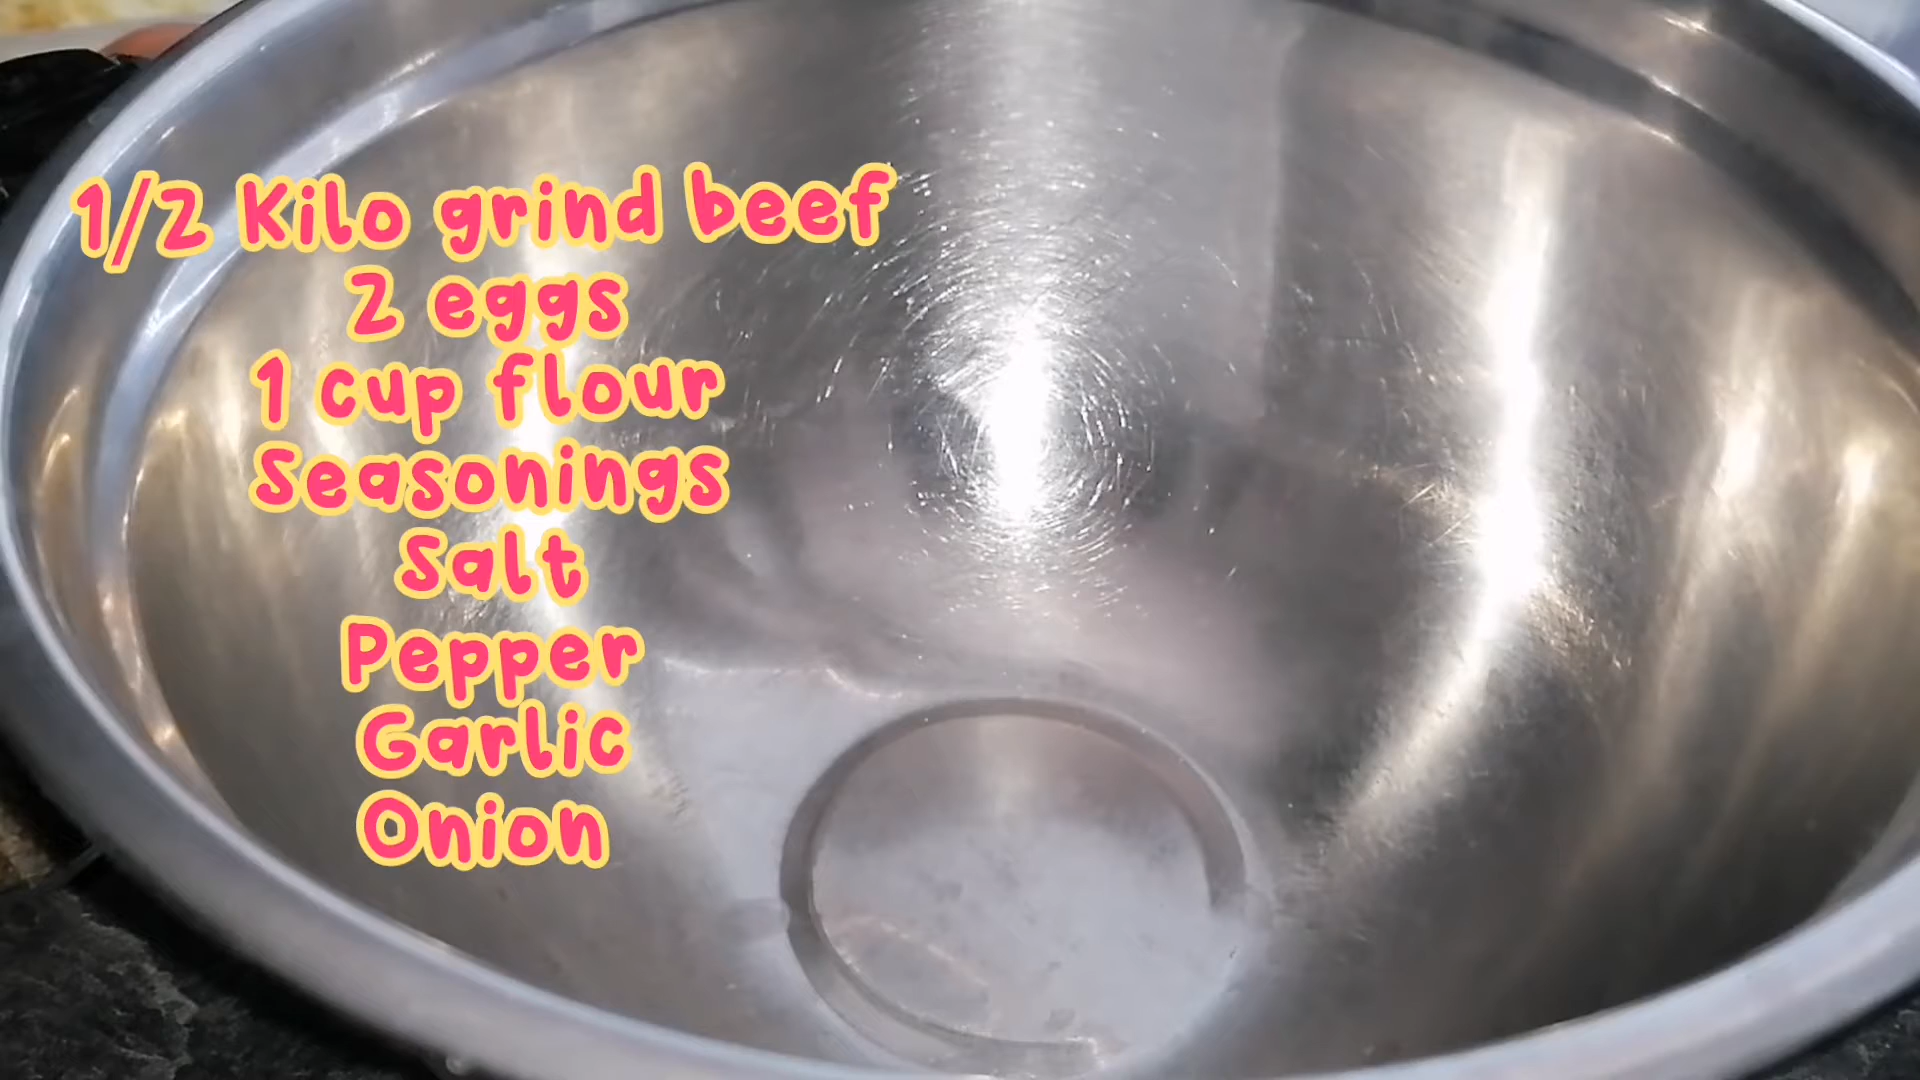 1/2 Kilo grind beef
2 eggs
1 cup flour
Seasonings
Salt
Pepper
Garlic
Onion